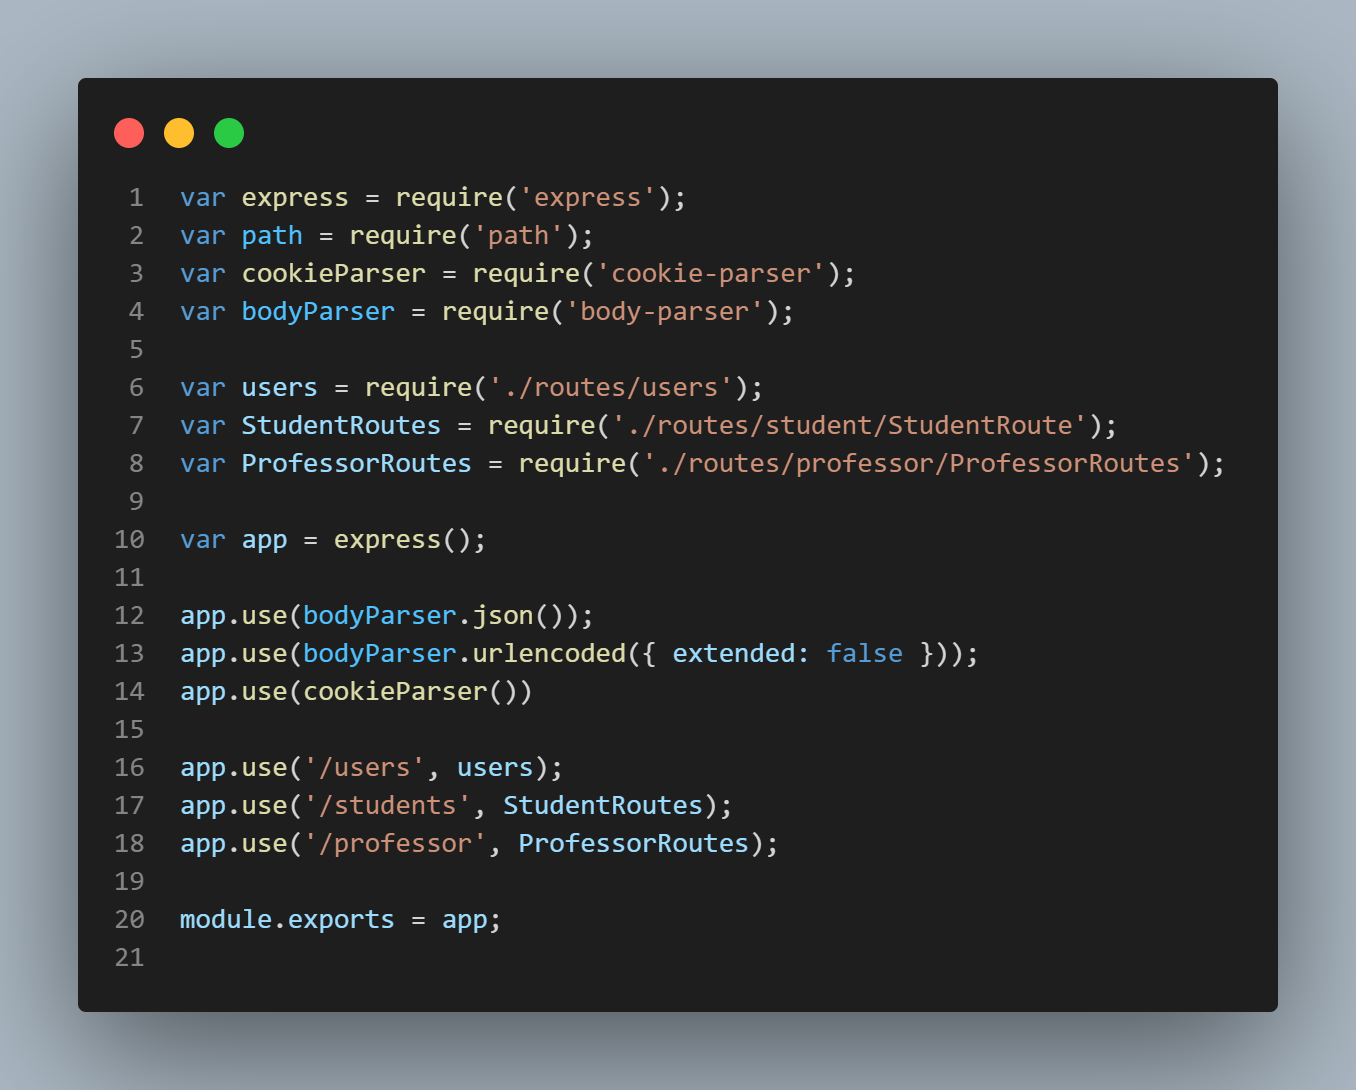 1 var express = require('express');
2 var path = require('path');
3 var cookieParser = require('cookie-parser');
4 var bodyParser = require('body-parser');
5
6 var users = require('./routes/users');
7 var StudentRoutes = require('./routes/student/StudentRoute');
8 var ProfessorRoutes = require('./routes/professor/ProfessorRoutes');
9
10 var app = express();
11
12 app.use(bodyParser.json());
13 app.use(bodyParser.urlencoded({ extended: false }));
14 app.use(cookieParser())
15
16 app.use('/users', users);
17 app.use('/students', StudentRoutes);
18 app.use('/professor', ProfessorRoutes);
19
20 module.exports = app;
21